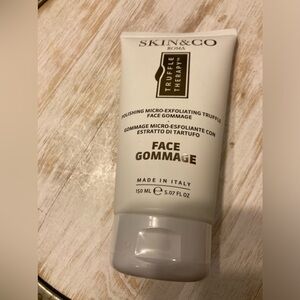 SKIN&CO
ROMA
TRUFFLE
THERAPY™
POLISHING MICRO-EXFOLIATING TRUFFLE
FACE GOMMAGE
GOMMAGE MICRO-ESFOLIANTE CON
ESTRATTO DI TARTUFO
FACE
GOMMAGE
MADE IN ITALY
150 ML ℮ 5.07 FL OZ